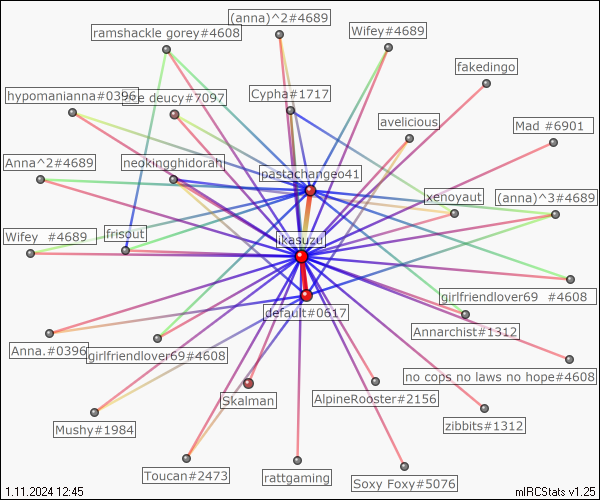 (anna)^2#4689
ramshackle gorey#4608
Wifey#4689
fakedingo
hypomanianna#0396
deucy#7097
Cypha#1717
avelicious
Mad #6901
Anna^2#4689
neokingghidorah
pastachangeo41
xenoyaut
(anna)^3#4689
Wifey #4689
frisout
ikasuzu
girlfriendlover69 #4608
default#0617
Annarchist#1312
Anna.#0396
girlfriendlover69#4608
no cops no laws no hope#4608
Skalman
AlpineRooster#2156
Mushy#1984
zibbits#1312
Toucan#2473
rattgaming
Soxy Foxy#5076
1.11.2024 12:45
mIRCStats v1.25